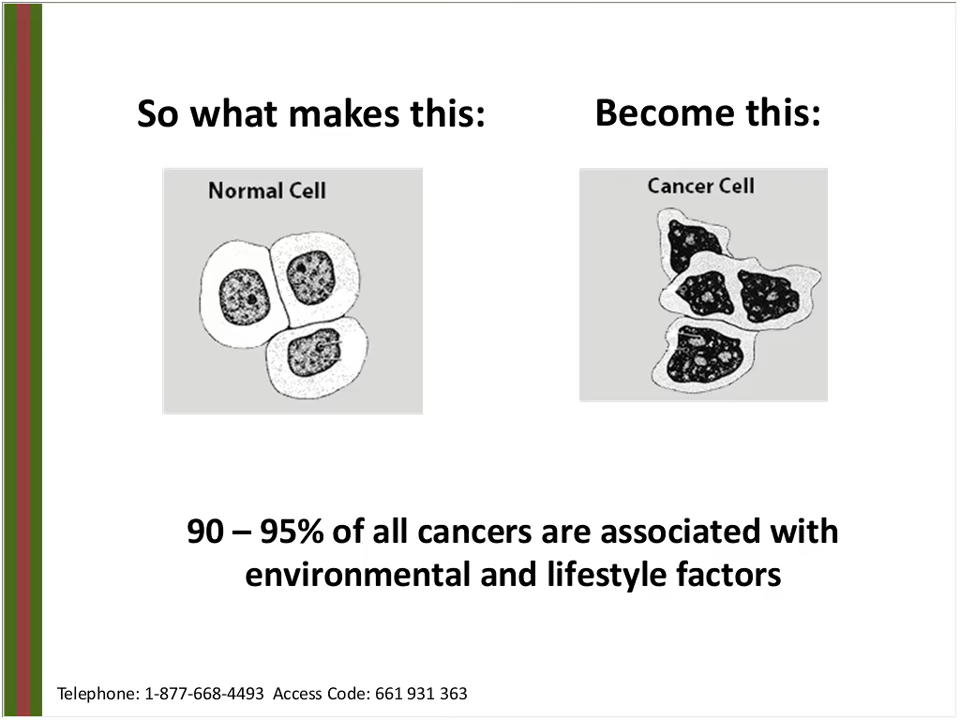 So what makes this:
Become this:
Normal Cell
Cancer Cell
90 – 95% of all cancers are associated with
environmental and lifestyle factors
Telephone: 1-877-668-4493  Access Code: 661 931 363